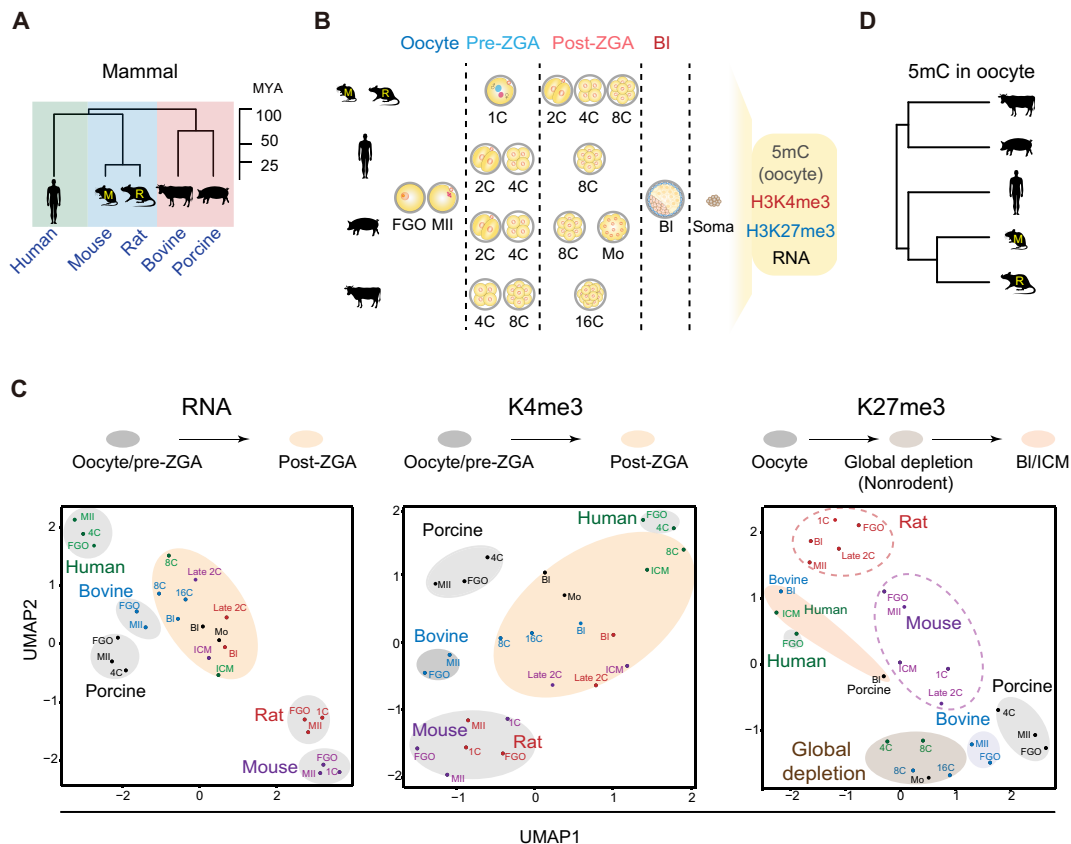 A
Mammal
MYA
100
50
25
M
R
Human
Mouse
Rat
Bovine
Porcine
B
Oocyte Pre-ZGA Post-ZGA Bl
M R
1C 2C 4C 8C
2C 4C 8C
FGO MII Bl Soma
2C 4C 8C Mo
4C 8C 16C
5mC
(oocyte)
H3K4me3
H3K27me3
RNA
D
5mC in oocyte
M
R
C
RNA
Oocyte/pre-ZGA Post-ZGA
K4me3
Oocyte/pre-ZGA Post-ZGA
K27me3
Oocyte Global depletion Bl/ICM
(Nonrodent)
UMAP2
2
1
0
−1
−2
MII
4C
FGO
Human
8C
Late 2C
Bovine
8C
16C
FGO
MII
Bl
Late 2C
Bl
Mo
FGO
MII
4C
ICM
Bl
ICM
Porcine
Rat
FGO
1C
MII
Mouse
FGO
MII
1C
−2 0 2
2
1
0
−1
−2
Porcine
4C
MII
FGO
Human
FGO
4C
8C
ICM
Bl
Mo
Bovine
MII
FGO
8C
16C
Bl
Bl
ICM
Late 2C
Late 2C
Mouse
MII
1C
Rat
FGO
1C
FGO
MII
−1 0 1 2
2
1
0
−1
1C
FGO
Rat
Bl
Late 2C
MII
Bovine
Bl
ICM
Human
FGO
Human
FGO
MII
Mouse
ICM
1C
Late 2C
Bl
Porcine
Porcine
4C
MII
FGO
Bovine
MII
FGO
Global
depletion
4C
8C
8C
Mo
16C
−2 −1 0 1 2
UMAP1